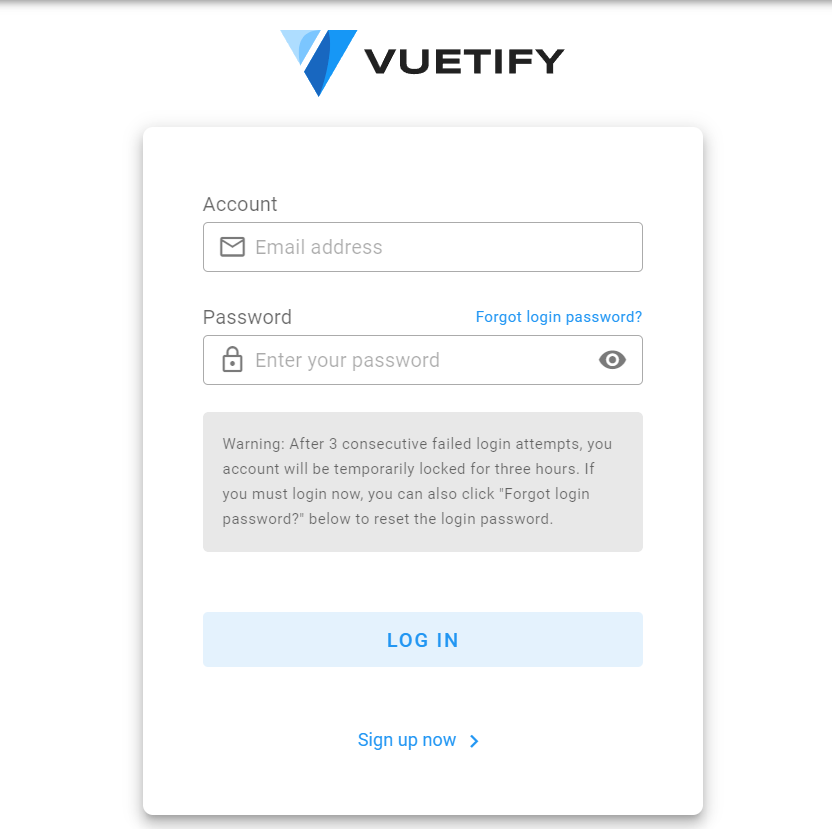 VUETIFY
Account
Email address
Password
Forgot login password?
Enter your password
Warning: After 3 consecutive failed login attempts, you
account will be temporarily locked for three hours. If
you must login now, you can also click "Forgot login
password?" below to reset the login password.
LOG IN
Sign up now